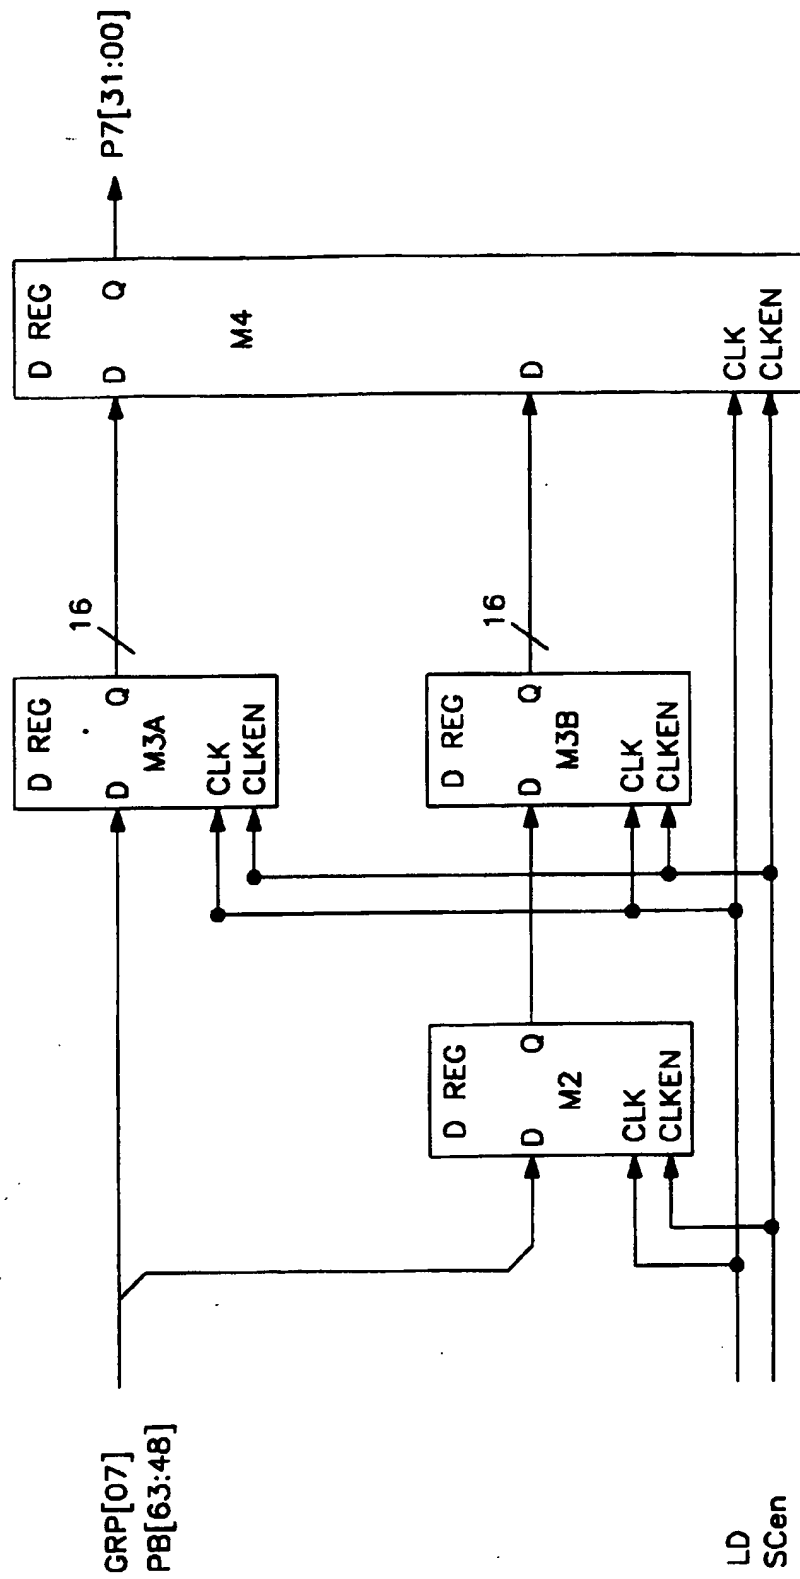 GRP[07]
PB[63:48]
D REG
D
Q
M3A
CLK
CLKEN
16
D REG
D
Q
M4
D
CLK
CLKEN
P7[31:00]
D REG
D
Q
M2
CLK
CLKEN
D REG
D
Q
M3B
CLK
CLKEN
16
LD
SCen